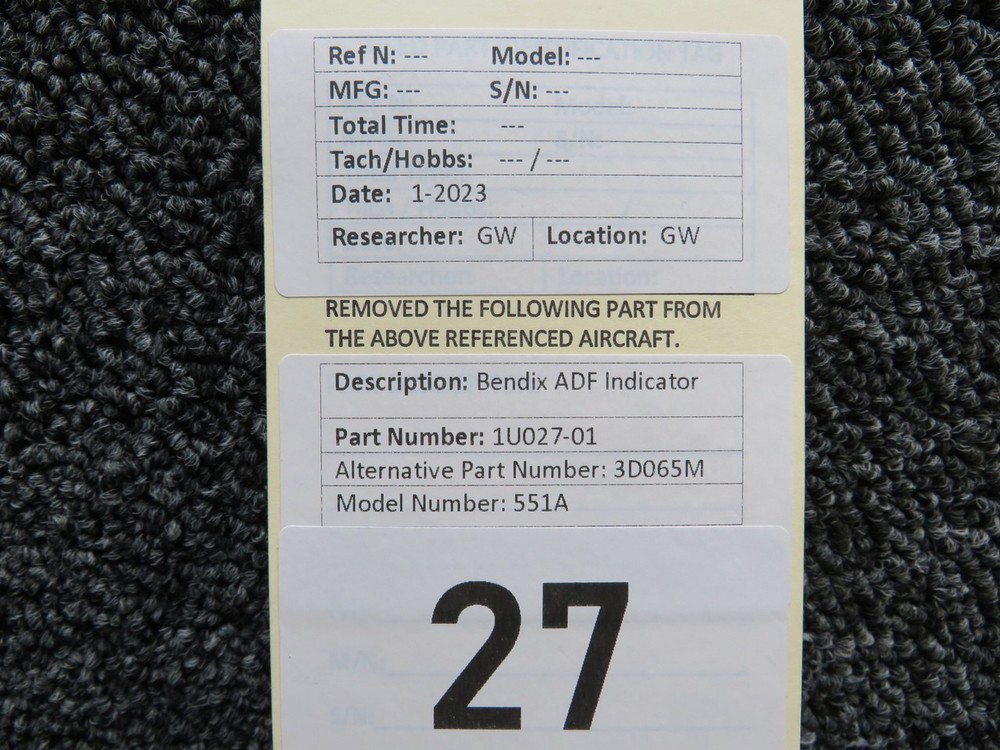 Ref N: --- Model: ---
MFG: --- S/N: ---
Total Time: ---
Tach/Hobbs: --- / ---
Date: 1-2023
Researcher: GW Location: GW
REMOVED THE FOLLOWING PART FROM
THE ABOVE REFERENCED AIRCRAFT.
Description: Bendix ADF Indicator
Part Number: 1U027-01
Alternative Part Number: 3D065M
Model Number: 551A
27